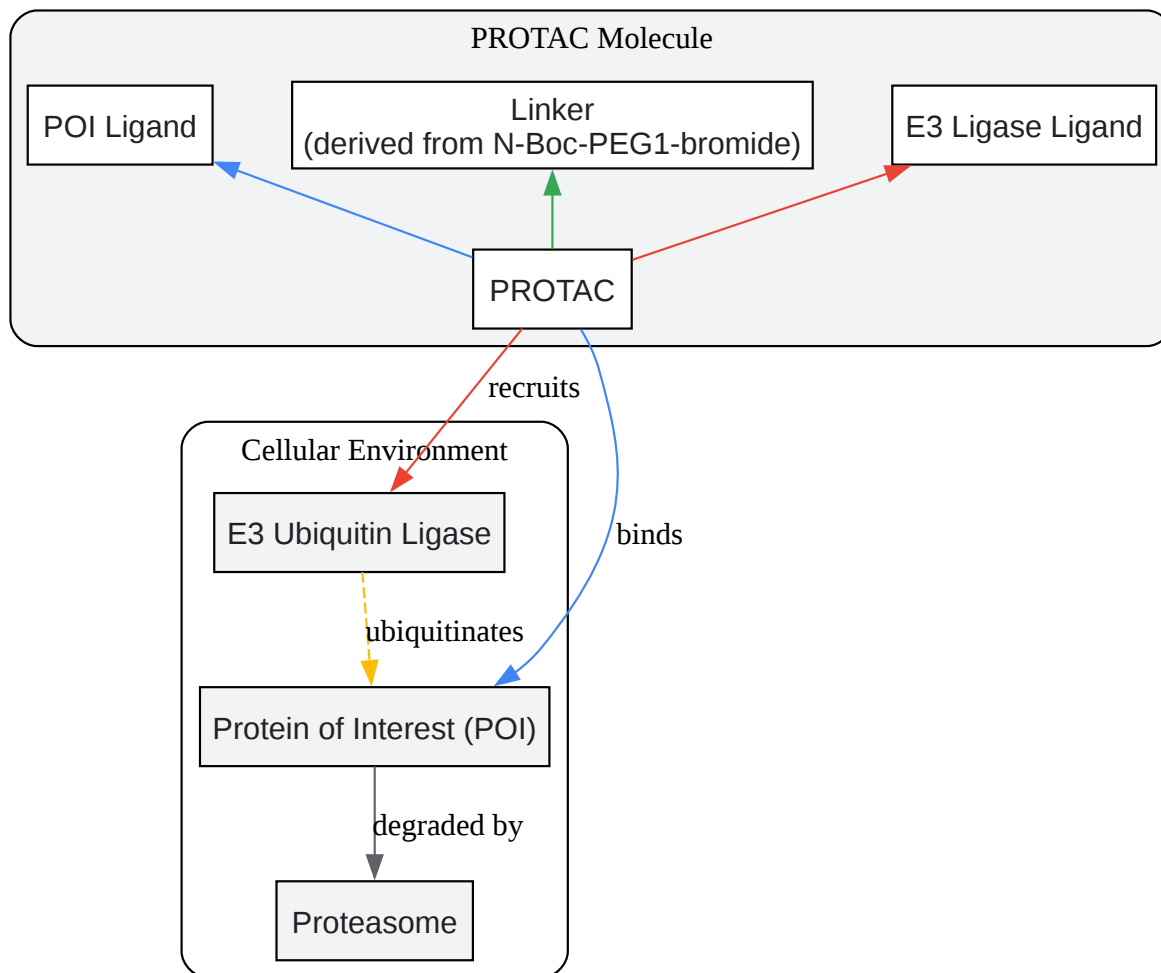 PROTAC Molecule
POI Ligand
Linker
(derived from N-Boc-PEG1-bromide)
E3 Ligase Ligand
PROTAC
recruits
Cellular Environment
E3 Ubiquitin Ligase
binds
ubiquitinates
Protein of Interest (POI)
degraded by
Proteasome